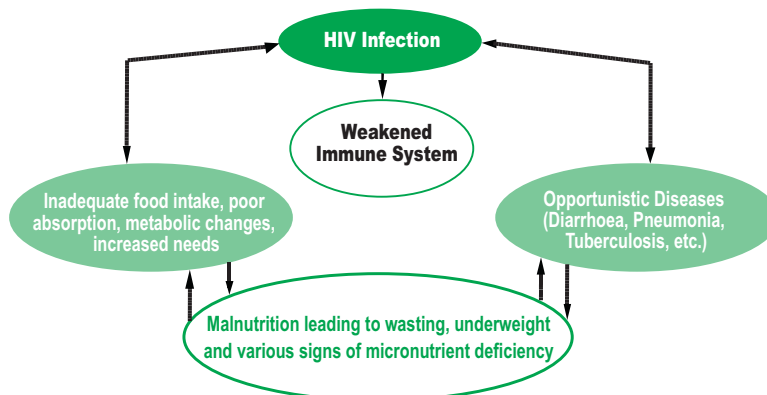 HIV Infection
Weakened
Immune System
Inadequate food intake, poor
absorption, metabolic changes,
increased needs
Opportunistic Diseases
(Diarrhoea, Pneumonia,
Tuberculosis, etc.)
Malnutrition leading to wasting, underweight
and various signs of micronutrient deficiency